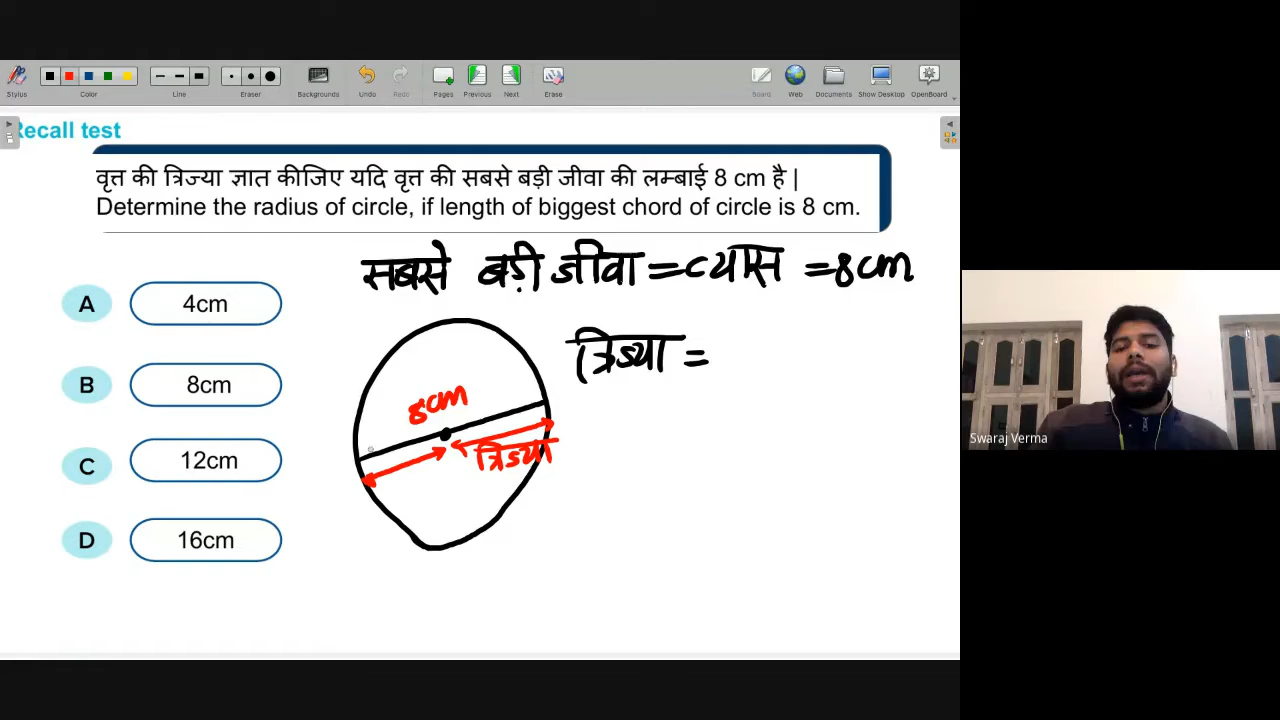 Stylus Color Line Eraser Backgrounds Undo Redo Pages Previous Next Erase Board Web Documents Show Desktop OpenBoard
Recall test
वृत्त की त्रिज्या ज्ञात कीजिए यदि वृत्त की सबसे बड़ी जीवा की लम्बाई 8 cm है |
Determine the radius of circle, if length of biggest chord of circle is 8 cm.
सबसे बड़ी जीवा = व्यास = 8cm
A 4cm
त्रिज्या =
B 8cm
8cm
त्रिज्या
C 12cm
D 16cm
Swaraj Verma